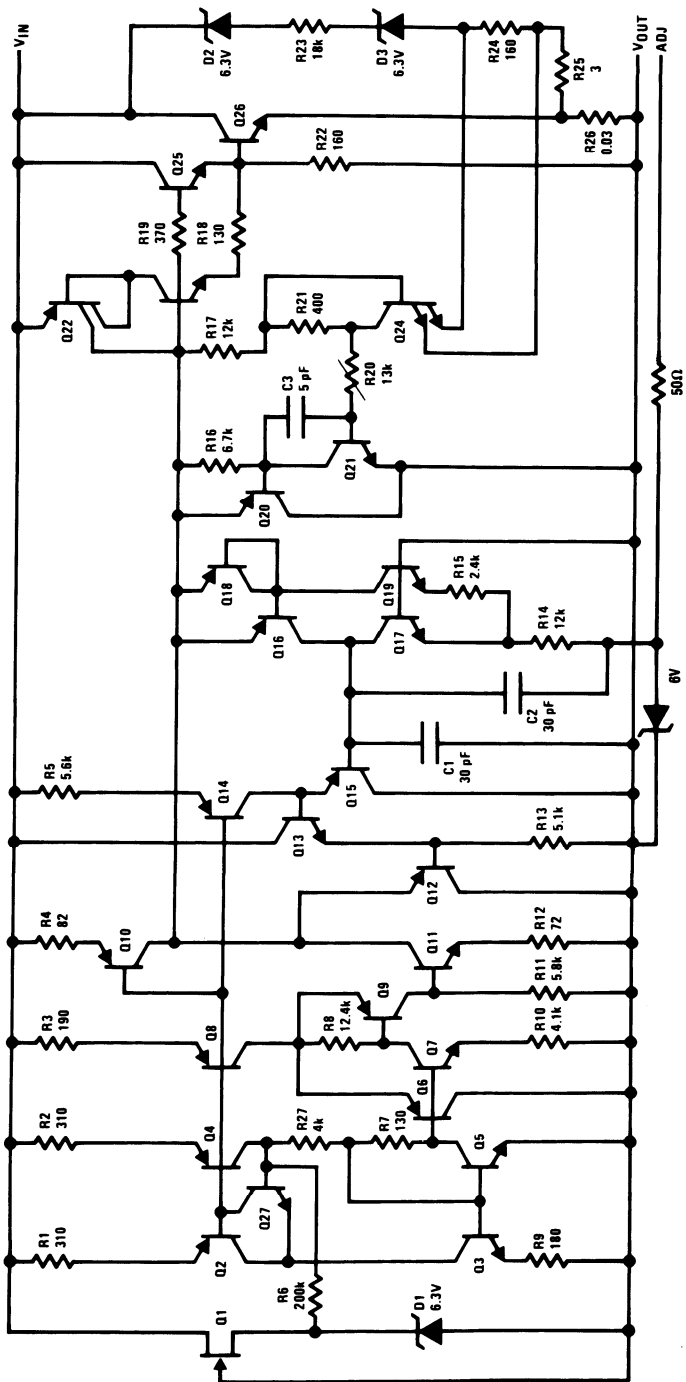 VIN
Q1
R1
310
R2
310
R3
190
R4
82
R5
5.6k
Q2
Q4
Q8
Q10
Q14
Q27
R27
4k
R6
200k
R7
130
D1
6.3V
Q3
R9
180
Q5
Q6
Q7
R8
12.4k
Q9
R10
4.1k
R11
5.8k
R12
72
Q11
Q12
Q13
R13
5.1k
Q15
C1
30 pF
C2
30 pF
Q16
Q18
Q17
Q19
R15
2.4k
R14
12k
6V
Q20
R16
6.7k
C3
5 pF
Q21
R20
13k
Q22
R17
12k
R21
400
Q24
R19
370
R18
130
Q25
Q26
R22
160
D2
6.3V
R23
18k
D3
6.3V
R24
160
R25
3
R26
0.03
50Ω
VOUT
ADJ